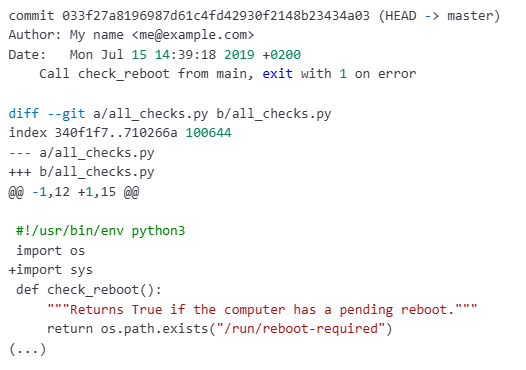 commit 033f27a8196987d61c4fd42930f2148b23434a03 (HEAD -> master)
Author: My name <me@example.com>
Date:   Mon Jul 15 14:39:18 2019 +0200
    Call check_reboot from main, exit with 1 on error

diff --git a/all_checks.py b/all_checks.py
index 340f1f7..710266a 100644
--- a/all_checks.py
+++ b/all_checks.py
@@ -1,12 +1,15 @@

 #!/usr/bin/env python3
 import os
+import sys
 def check_reboot():
     """Returns True if the computer has a pending reboot."""
     return os.path.exists("/run/reboot-required")
(...)